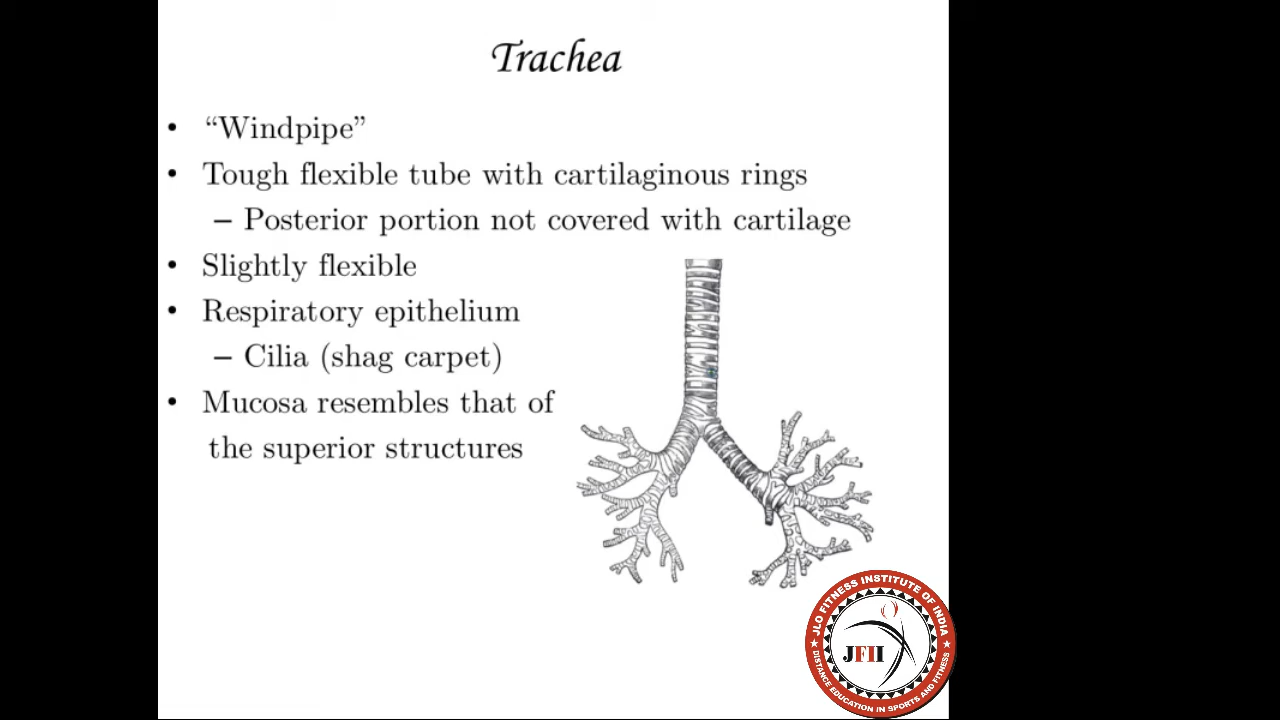 Trachea
• “Windpipe”
• Tough flexible tube with cartilaginous rings
– Posterior portion not covered with cartilage
• Slightly flexible
• Respiratory epithelium
– Cilia (shag carpet)
• Mucosa resembles that of
the superior structures
JLO FITNESS INSTITUTE OF INDIA
JFII
DISTANCE EDUCATION IN SPORTS AND FITNESS